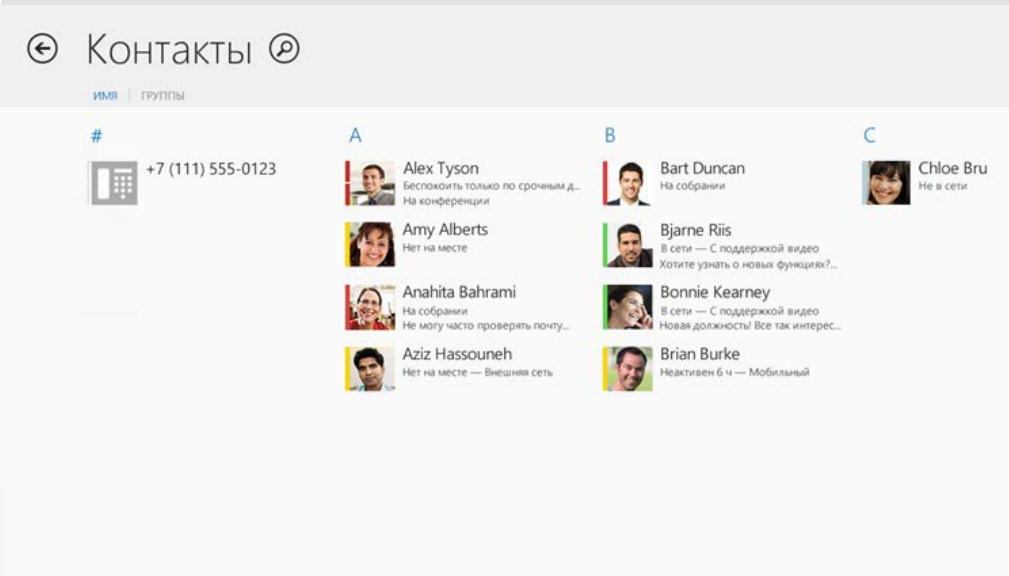 Контакты
ИМЯ
ГРУППЫ
#
+7 (111) 555-0123
A
Alex Tyson
Беспокоить только по срочным д...
На конференции
Amy Alberts
Нет на месте
Anahita Bahrami
На собрании
Не могу часто проверять почту...
Aziz Hassouneh
Нет на месте — Внешняя сеть
B
Bart Duncan
На собрании
Bjarne Riis
В сети — С поддержкой видео
Хотите узнать о новых функциях?...
Bonnie Kearney
В сети — С поддержкой видео
Новая должность! Все так интерес...
Brian Burke
Неактивен 6 ч — Мобильный
C
Chloe Bru
Не в сети